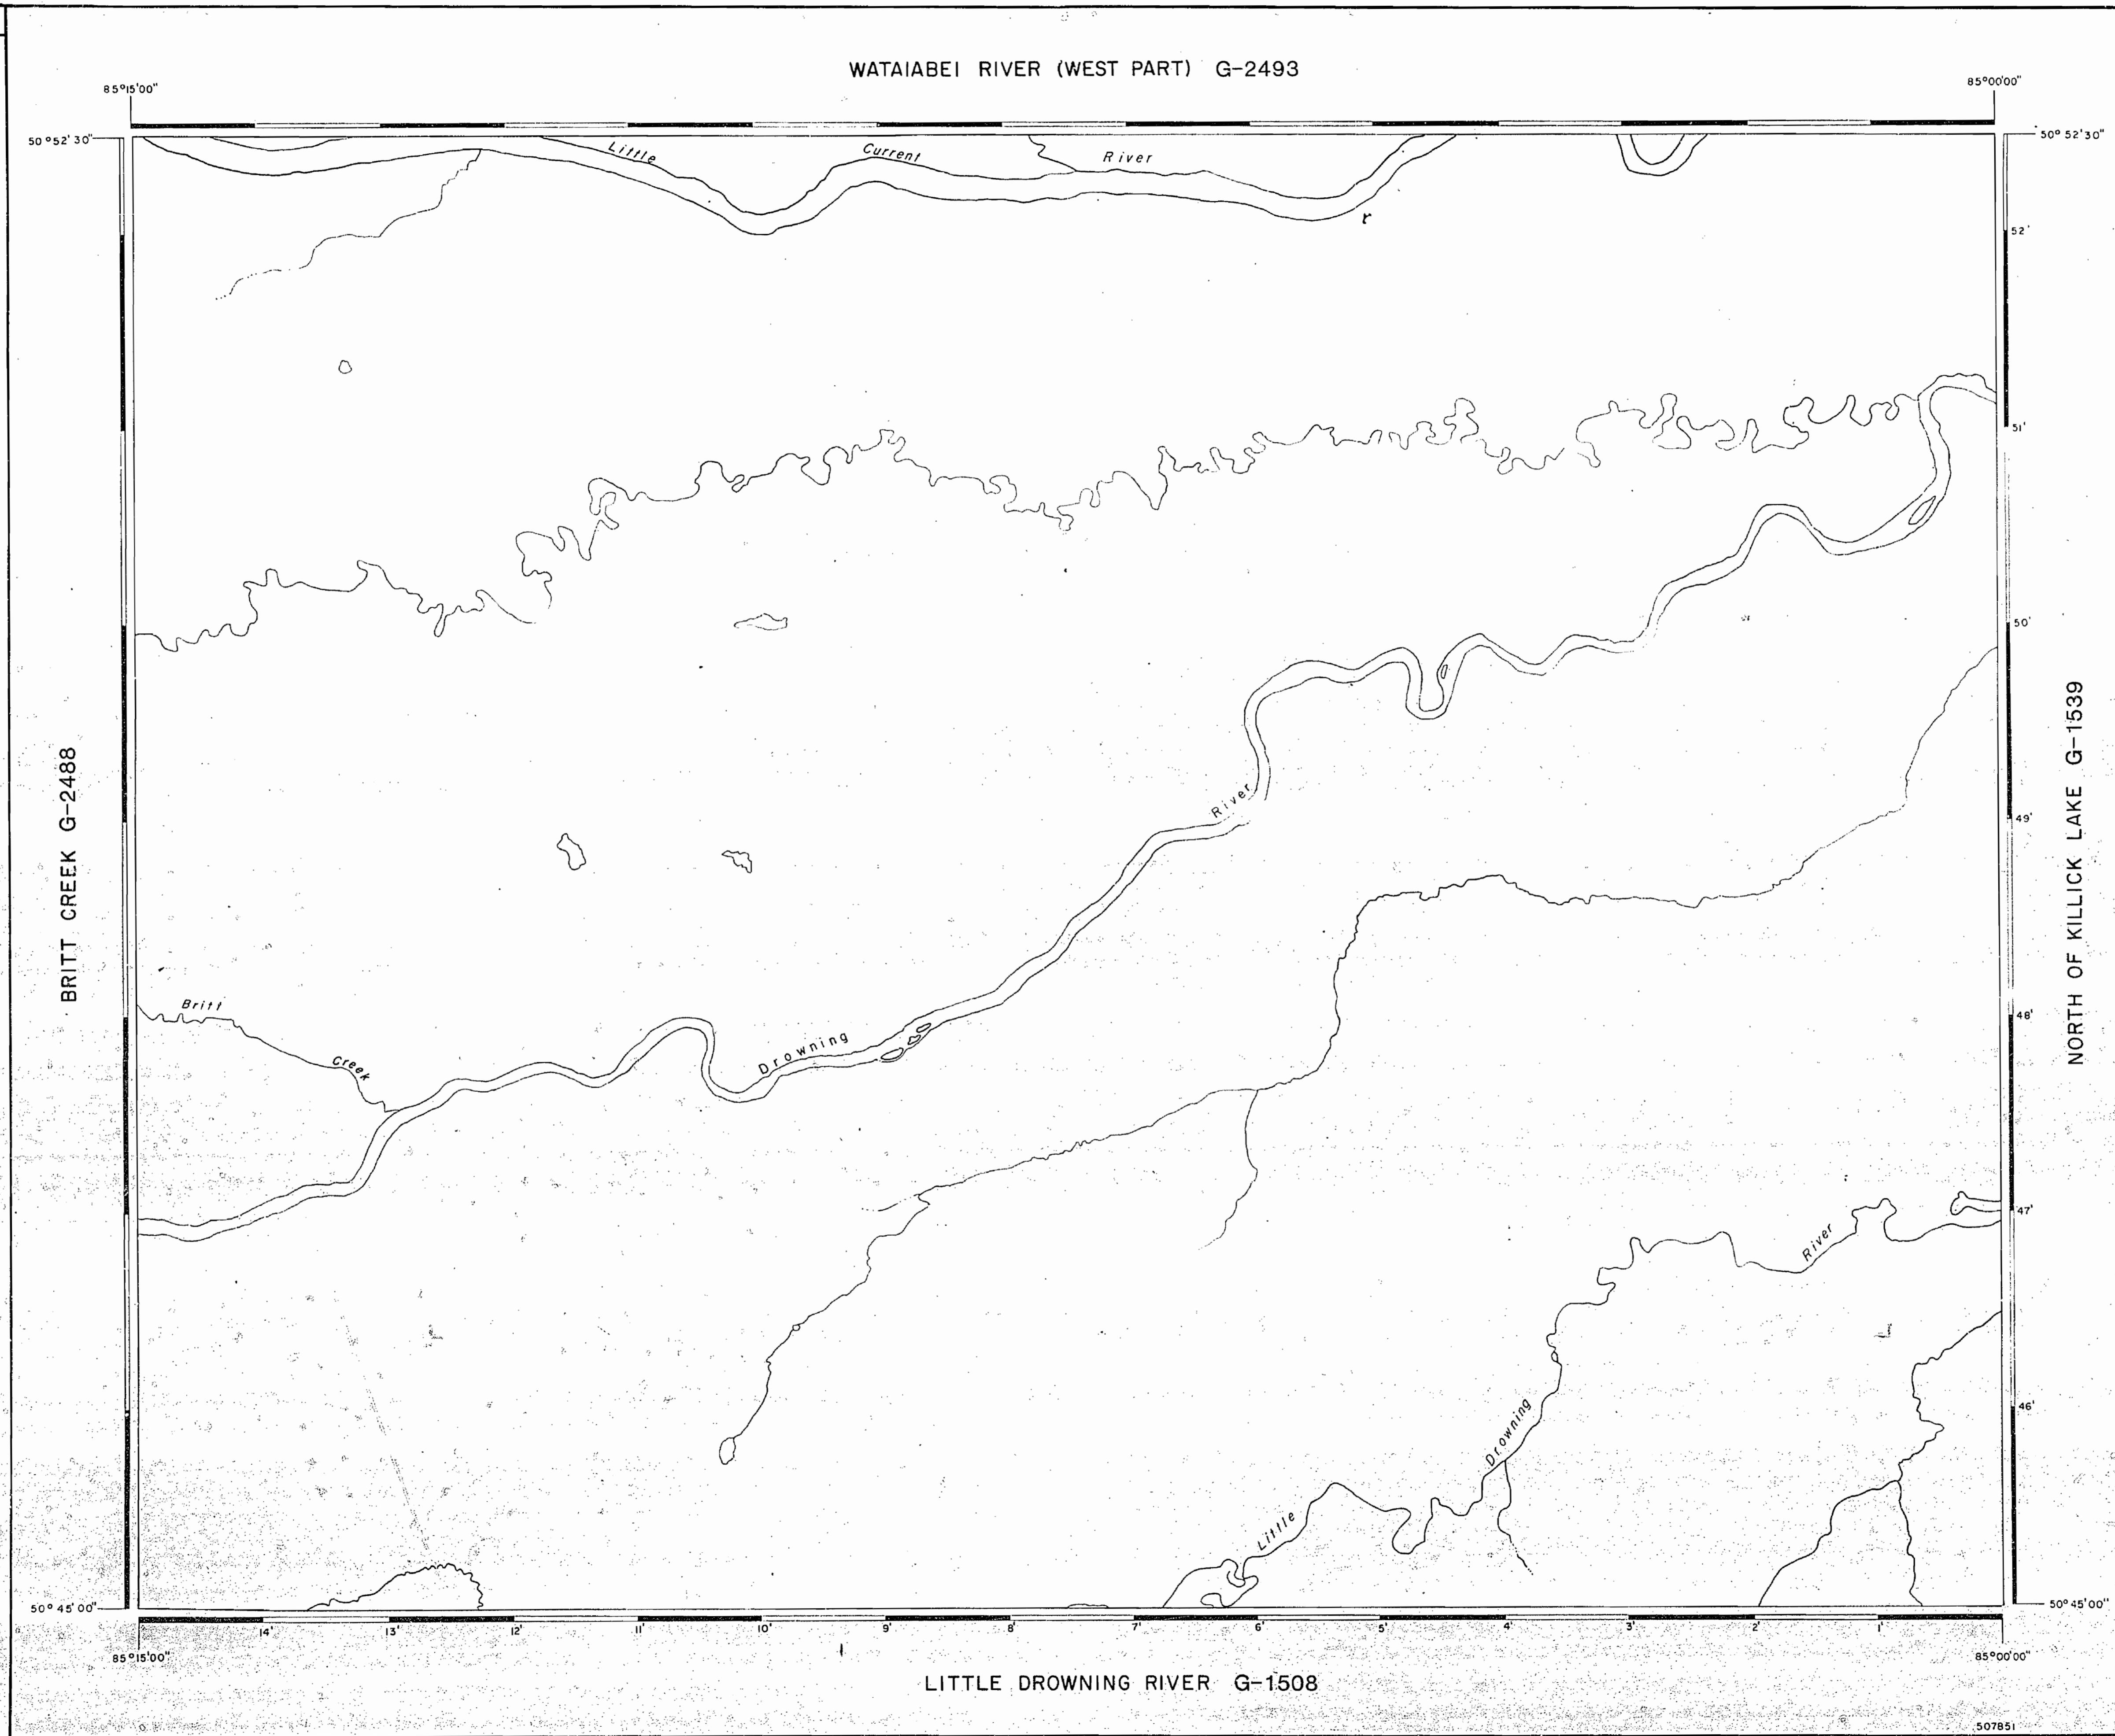 WATAIABEI RIVER (WEST PART) G-2493
85°15'00"
85°00'00"
50°52'30"
50°52'30"
Little Current River
52'
51'
50'
River
49'
BRITT CREEK G-2488
NORTH OF KILLICK LAKE G-1539
Britt
48'
Drowning
Creek
47'
River
46'
Drowning
Little
50°45'00"
50°45'00"
14' 13' 12' 11' 10' 9' 8' 7' 6' 5' 4' 3' 2' 1'
85°15'00"
85°00'00"
LITTLE DROWNING RIVER G-1508
507851